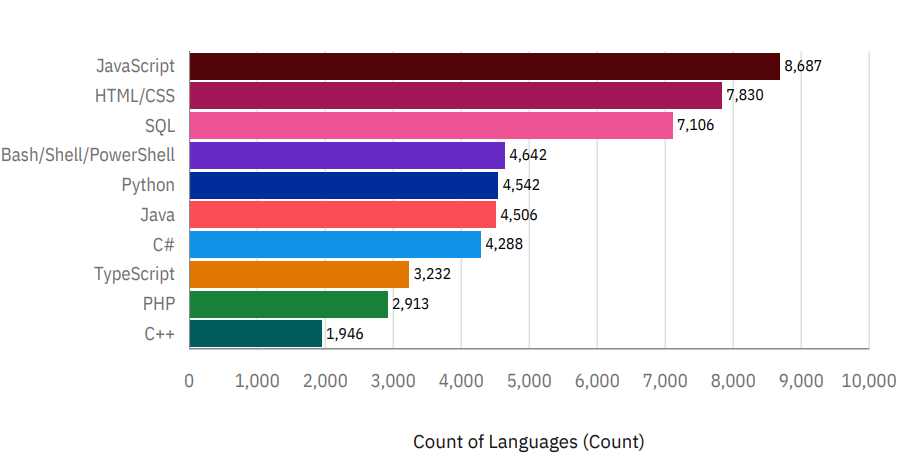 JavaScript 8,687
HTML/CSS 7,830
SQL 7,106
Bash/Shell/PowerShell 4,642
Python 4,542
Java 4,506
C# 4,288
TypeScript 3,232
PHP 2,913
C++ 1,946
0 1,000 2,000 3,000 4,000 5,000 6,000 7,000 8,000 9,000 10,000
Count of Languages (Count)